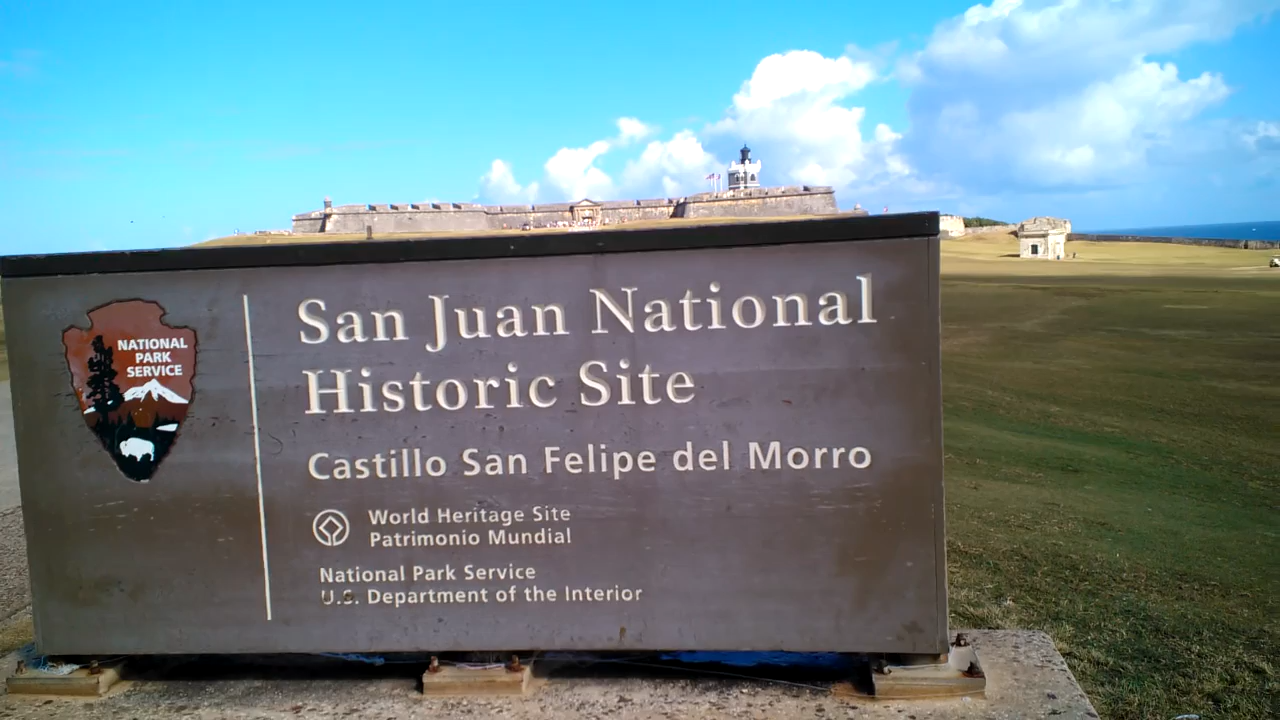 NATIONAL
PARK
SERVICE
San Juan National
Historic Site
Castillo San Felipe del Morro
World Heritage Site
Patrimonio Mundial
National Park Service
U.S. Department of the Interior